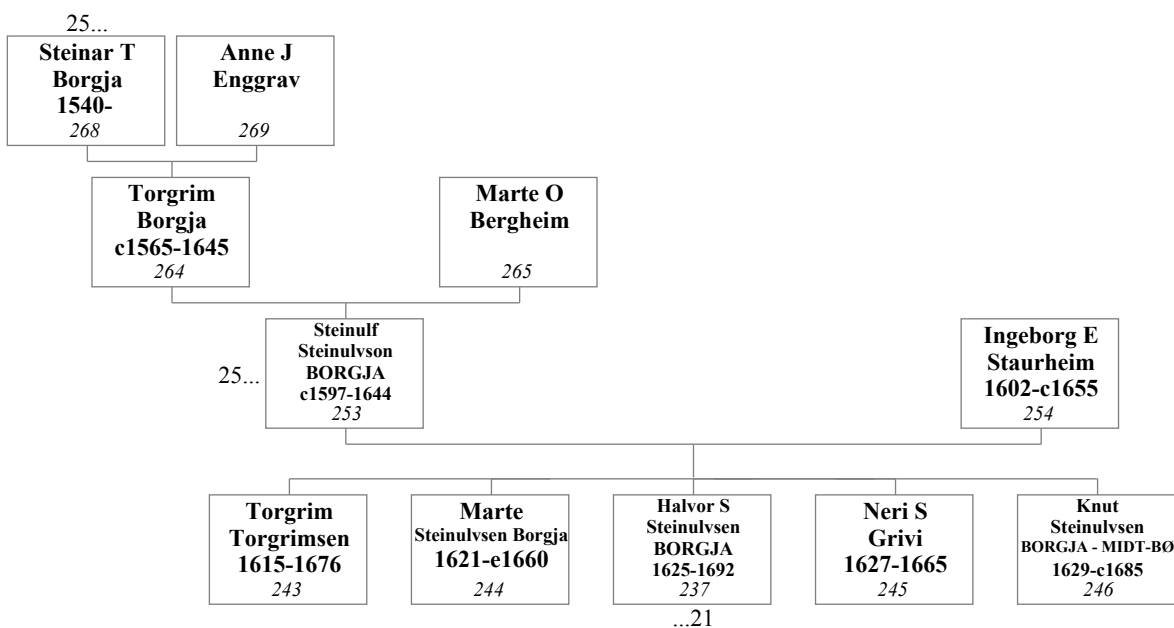 25...
Steinar T
Borgja
1540-
268
Anne J
Enggrav
269
Torgrim
Borgja
c1565-1645
264
Marte O
Bergheim
265
25...
Steinulf
Steinulvson
BORGJA
c1597-1644
253
Ingeborg E
Staurheim
1602-c1655
254
Torgrim
Torgrimsen
1615-1676
243
Marte
Steinulvsen Borgja
1621-e1660
244
Halvor S
Steinulvsen
BORGJA
1625-1692
237
...21
Neri S
Grivi
1627-1665
245
Knut
Steinulvsen
BORGJA - MIDT-BØ
1629-c1685
246